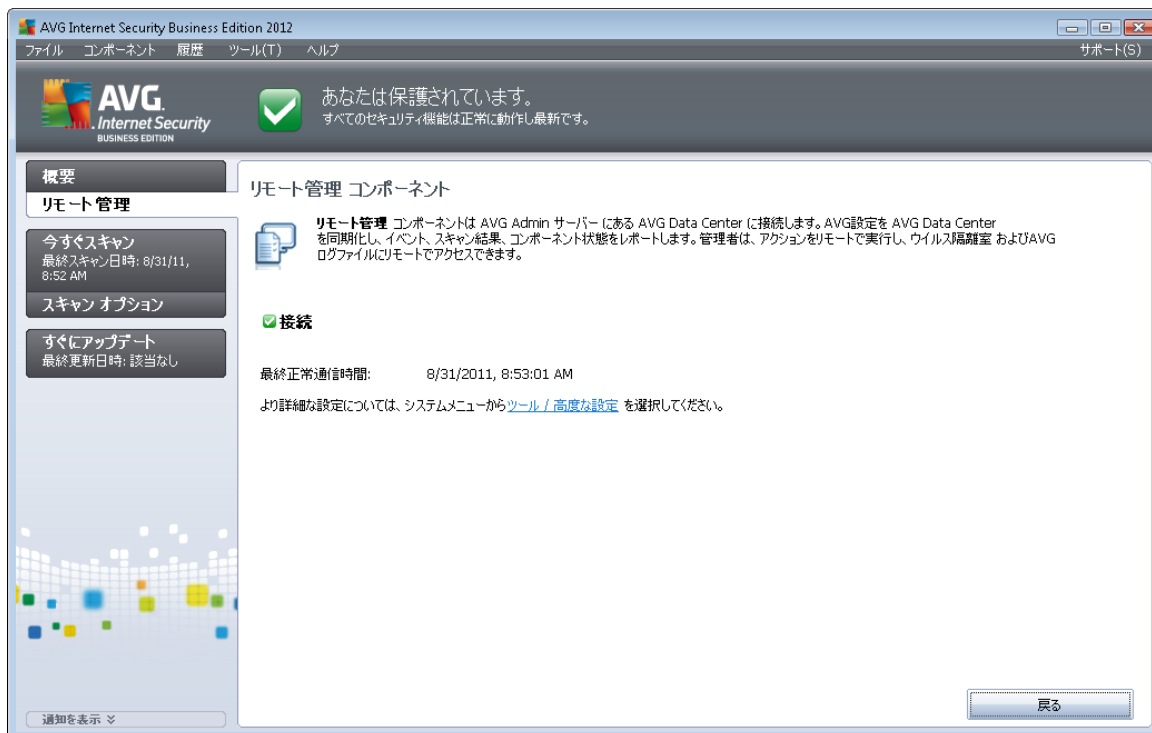 AVG Internet Security Business Edition 2012
ファイル コンポーネント 履歴 ツール(T) ヘルプ サポート(S)
AVG.
Internet Security
BUSINESS EDITION
あなたは保護されています。
すべてのセキュリティ機能は正常に動作し最新です。
概要
リモート管理
今すぐスキャン
最終スキャン日時: 8/31/11,
8:52 AM
スキャン オプション
すぐにアップデート
最終更新日時: 該当なし
通知を表示
リモート管理 コンポーネント
リモート管理 コンポーネントは AVG Admin サーバー にある AVG Data Center に接続します。AVG設定を AVG Data Center
を同期化し、イベント、スキャン結果、コンポーネント状態をレポートします。管理者は、アクションをリモートで実行し、ウイルス隔離室 およびAVG
ログファイルにリモートでアクセスできます。
接続
最終正常通信時間: 8/31/2011, 8:53:01 AM
より詳細な設定については、システムメニューからツール / 高度な設定 を選択してください。
戻る